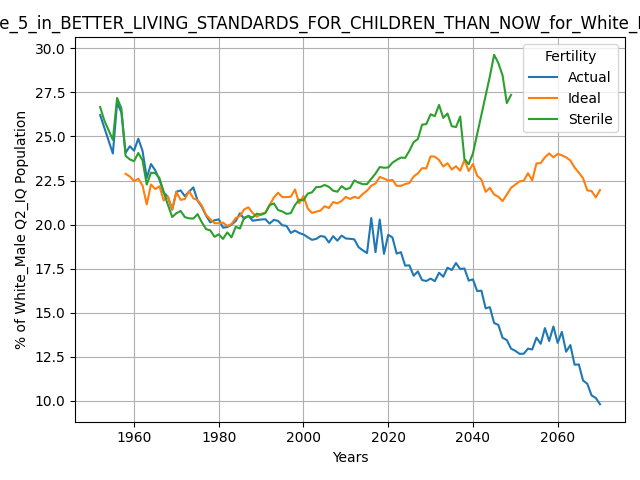 e_5_in_BETTER_LIVING_STANDARDS_FOR_CHILDREN_THAN_NOW_for_White_
Fertility
Actual
Ideal
Sterile
% of White_Male Q2_IQ Population
30.0
27.5
25.0
22.5
20.0
17.5
15.0
12.5
10.0
1960
1980
2000
2020
2040
2060
Years